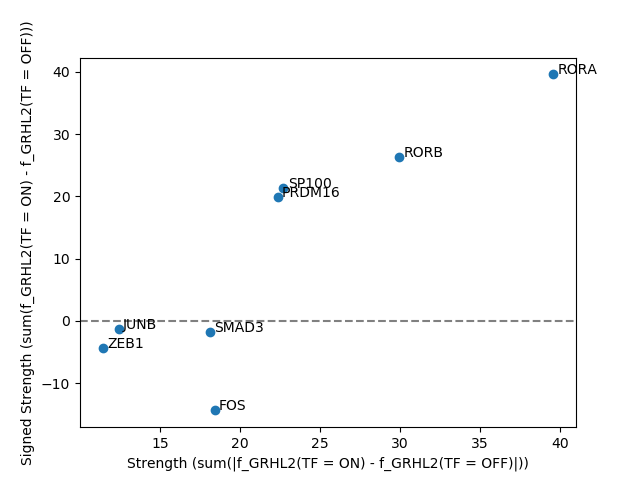 Signed Strength (sum(f_GRHL2(TF = ON) - f_GRHL2(TF = OFF)))
40
30
20
10
0
−10
RORA
RORB
SP100
PRDM16
JUNB
SMAD3
ZEB1
FOS
15 20 25 30 35 40
Strength (sum(|f_GRHL2(TF = ON) - f_GRHL2(TF = OFF)|))